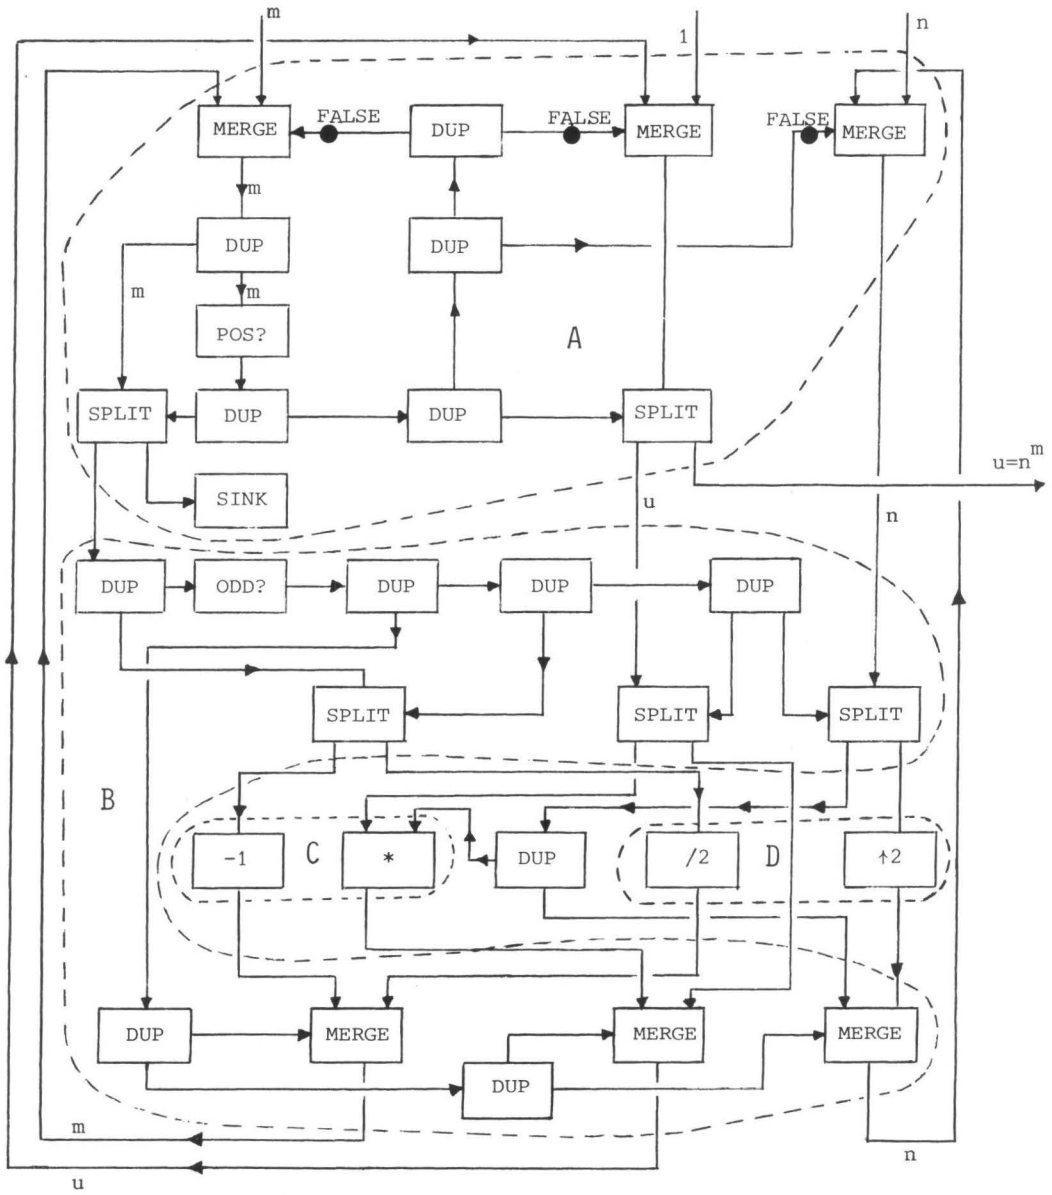 m
1
n
MERGE FALSE DUP FALSE MERGE FALSE MERGE
m
DUP DUP
m m
POS?
A
SPLIT DUP DUP SPLIT
u=n^m
SINK
u
n
DUP ODD? DUP DUP DUP
SPLIT SPLIT SPLIT
B
-1 C * DUP /2 D ↑2
DUP MERGE MERGE MERGE
DUP
m
n
u